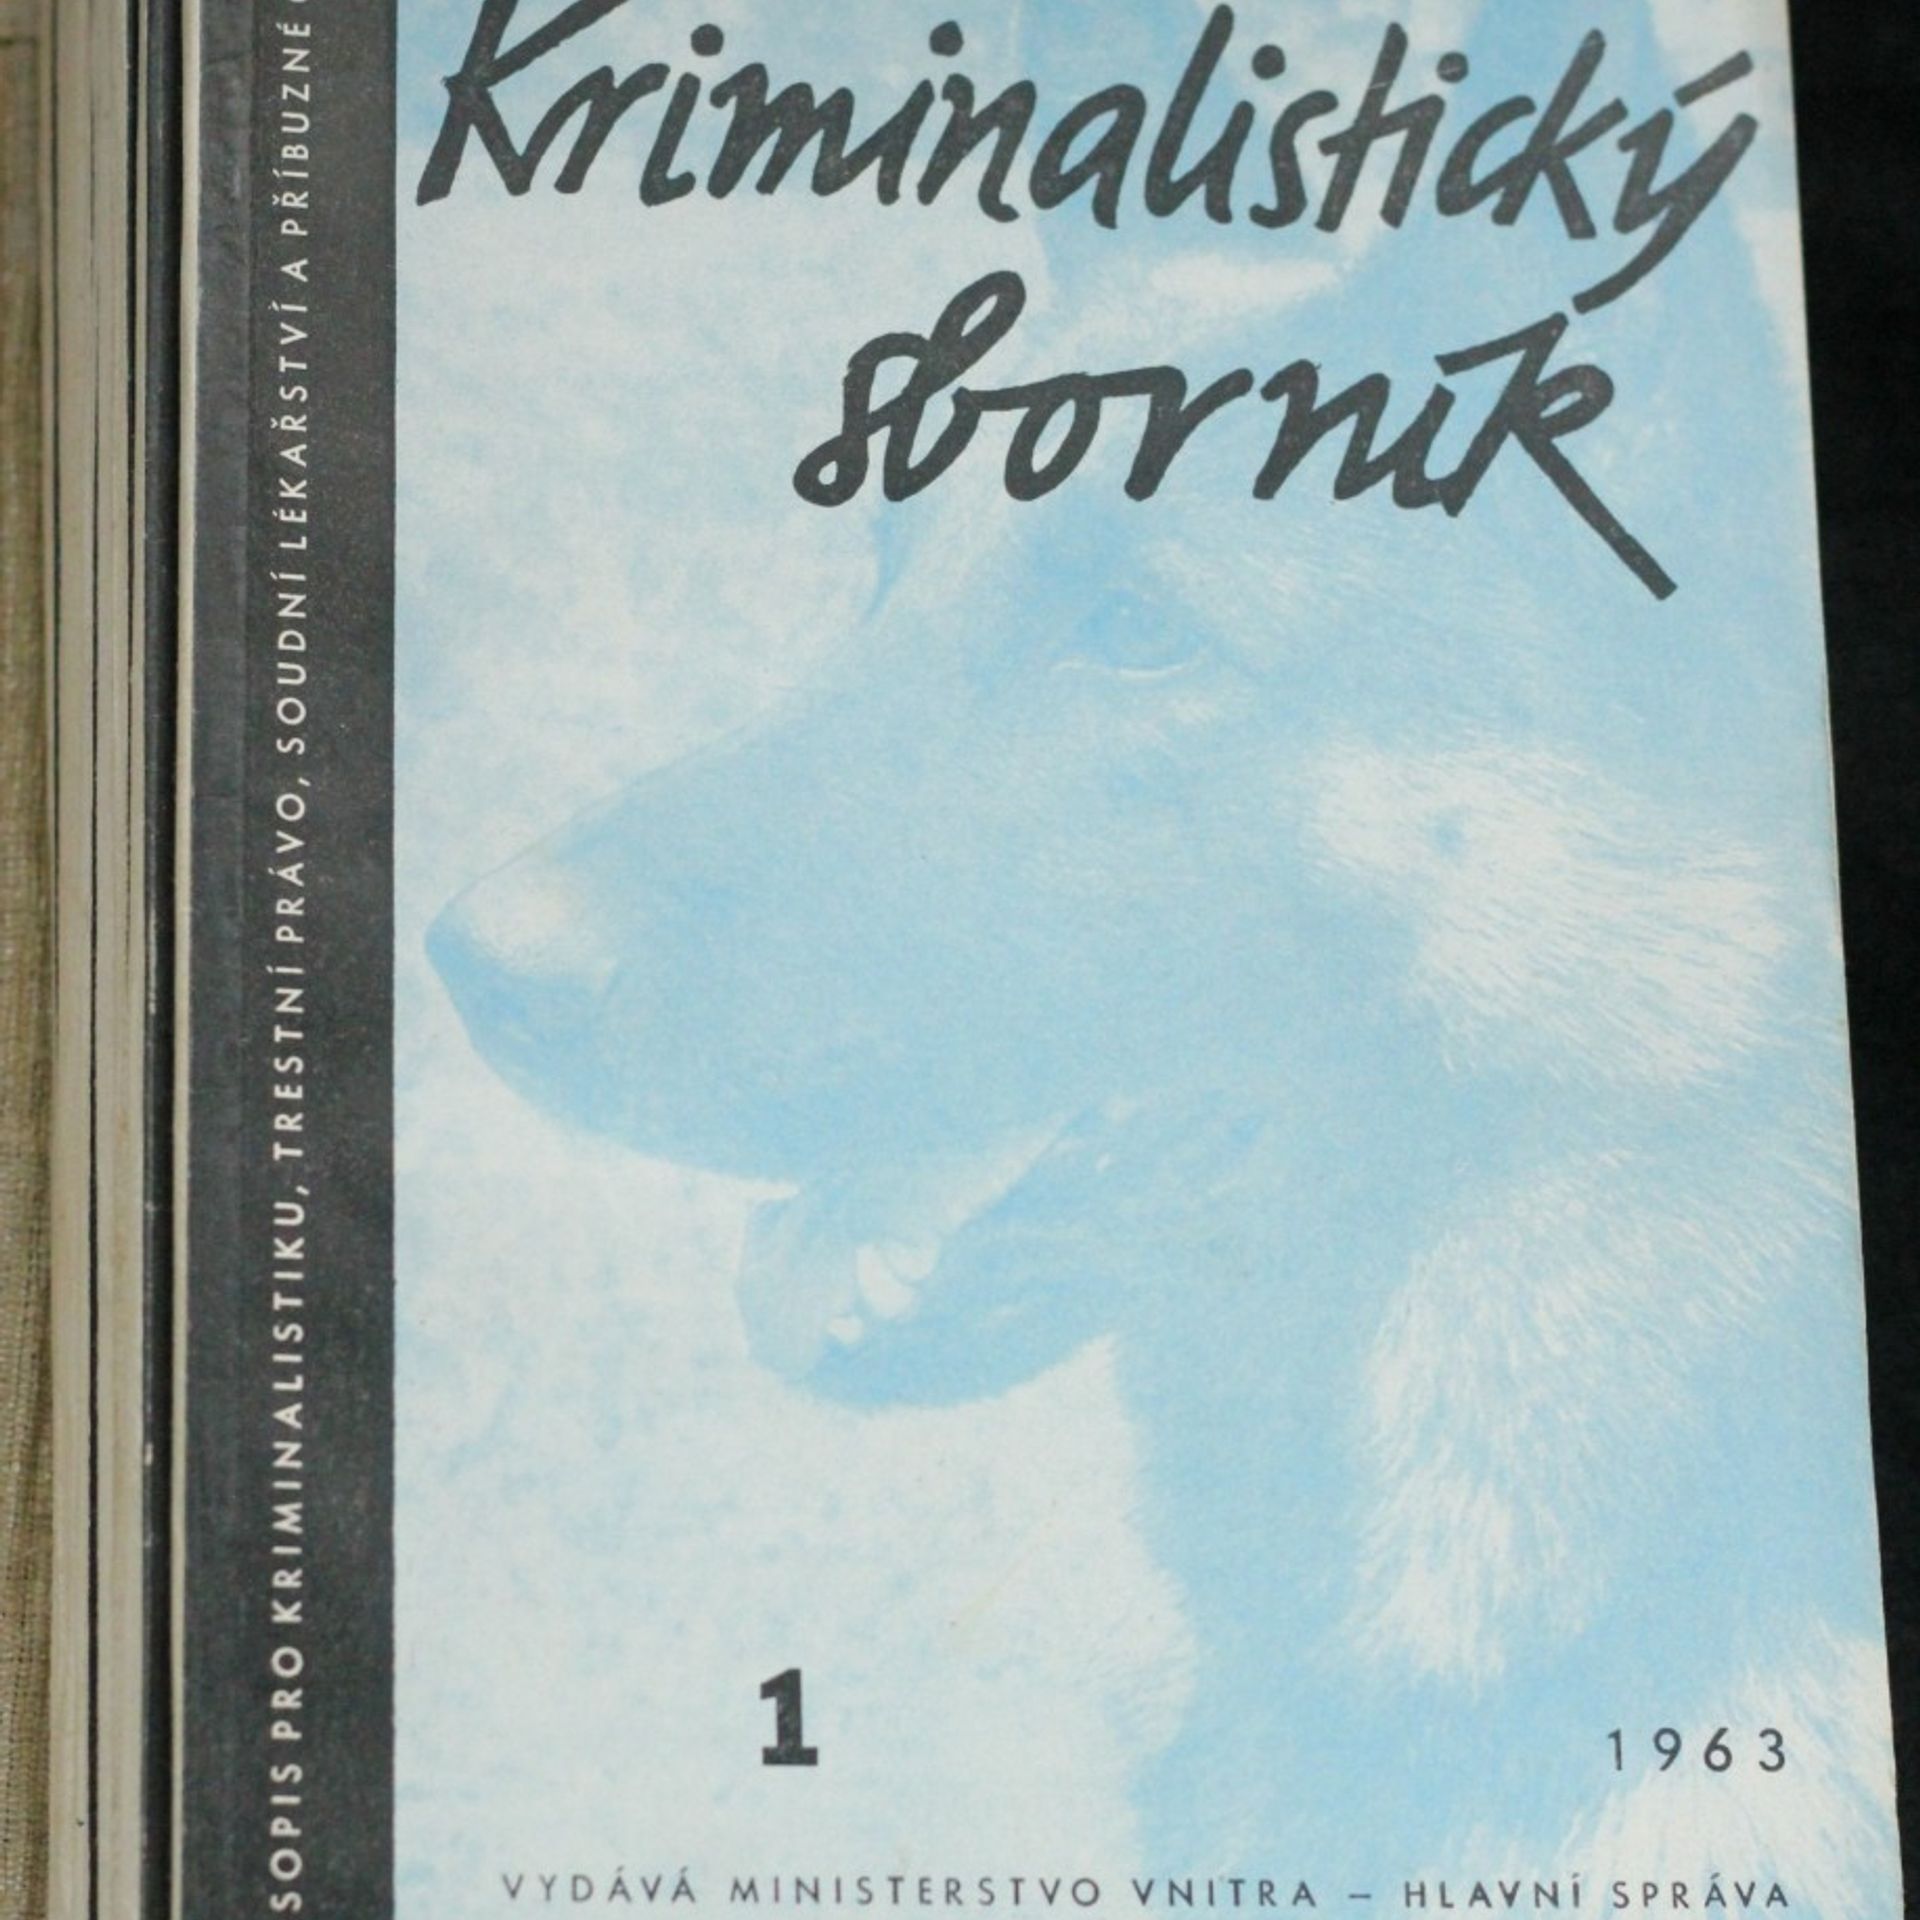 Kriminalistický
sborník
SOPIS PRO KRIMINALISTIKU, TRESTNÍ PRÁVO, SOUDNÍ LÉKAŘSTVÍ A PŘÍBUZNÉ
1
1963
VYDÁVÁ MINISTERSTVO VNITRA – HLAVNÍ SPRÁVA